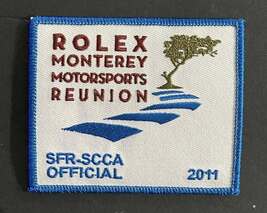 ROLEX
MONTEREY
MOTORSPORTS
REUNION
SFR-SCCA
OFFICIAL 2011